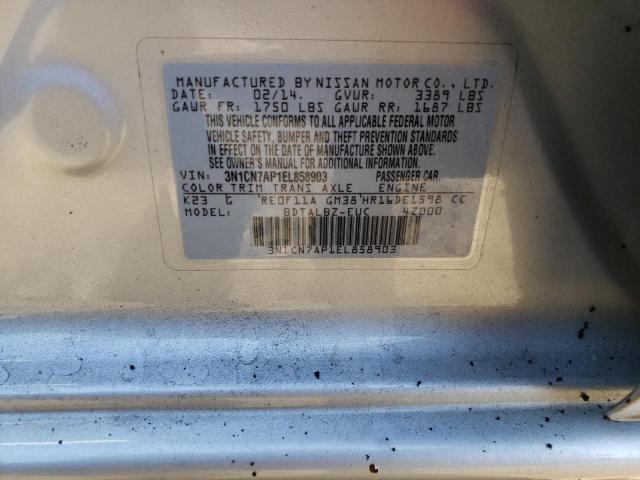 MANUFACTURED BY NISSAN MOTOR CO., LTD.
DATE: 02/14. GVUR: 3389 LBS
GAWR FR: 1750 LBS GAWR RR: 1687 LBS
THIS VEHICLE CONFORMS TO ALL APPLICABLE FEDERAL MOTOR
VEHICLE SAFETY, BUMPER AND THEFT PREVENTION STANDARDS
IN EFFECT ON THE DATE OF MANUFACTURE SHOWN ABOVE.
SEE OWNER'S MANUAL FOR ADDITIONAL INFORMATION.
VIN: 3N1CN7AP1EL858903 PASSENGER CAR.
COLOR TRIM TRANS AXLE ENGINE
K23 G RE0F11A GM38 HR16DE1598 CC
MODEL: BDTALBZ-EUC 4Z000
3N1CN7AP1EL858903